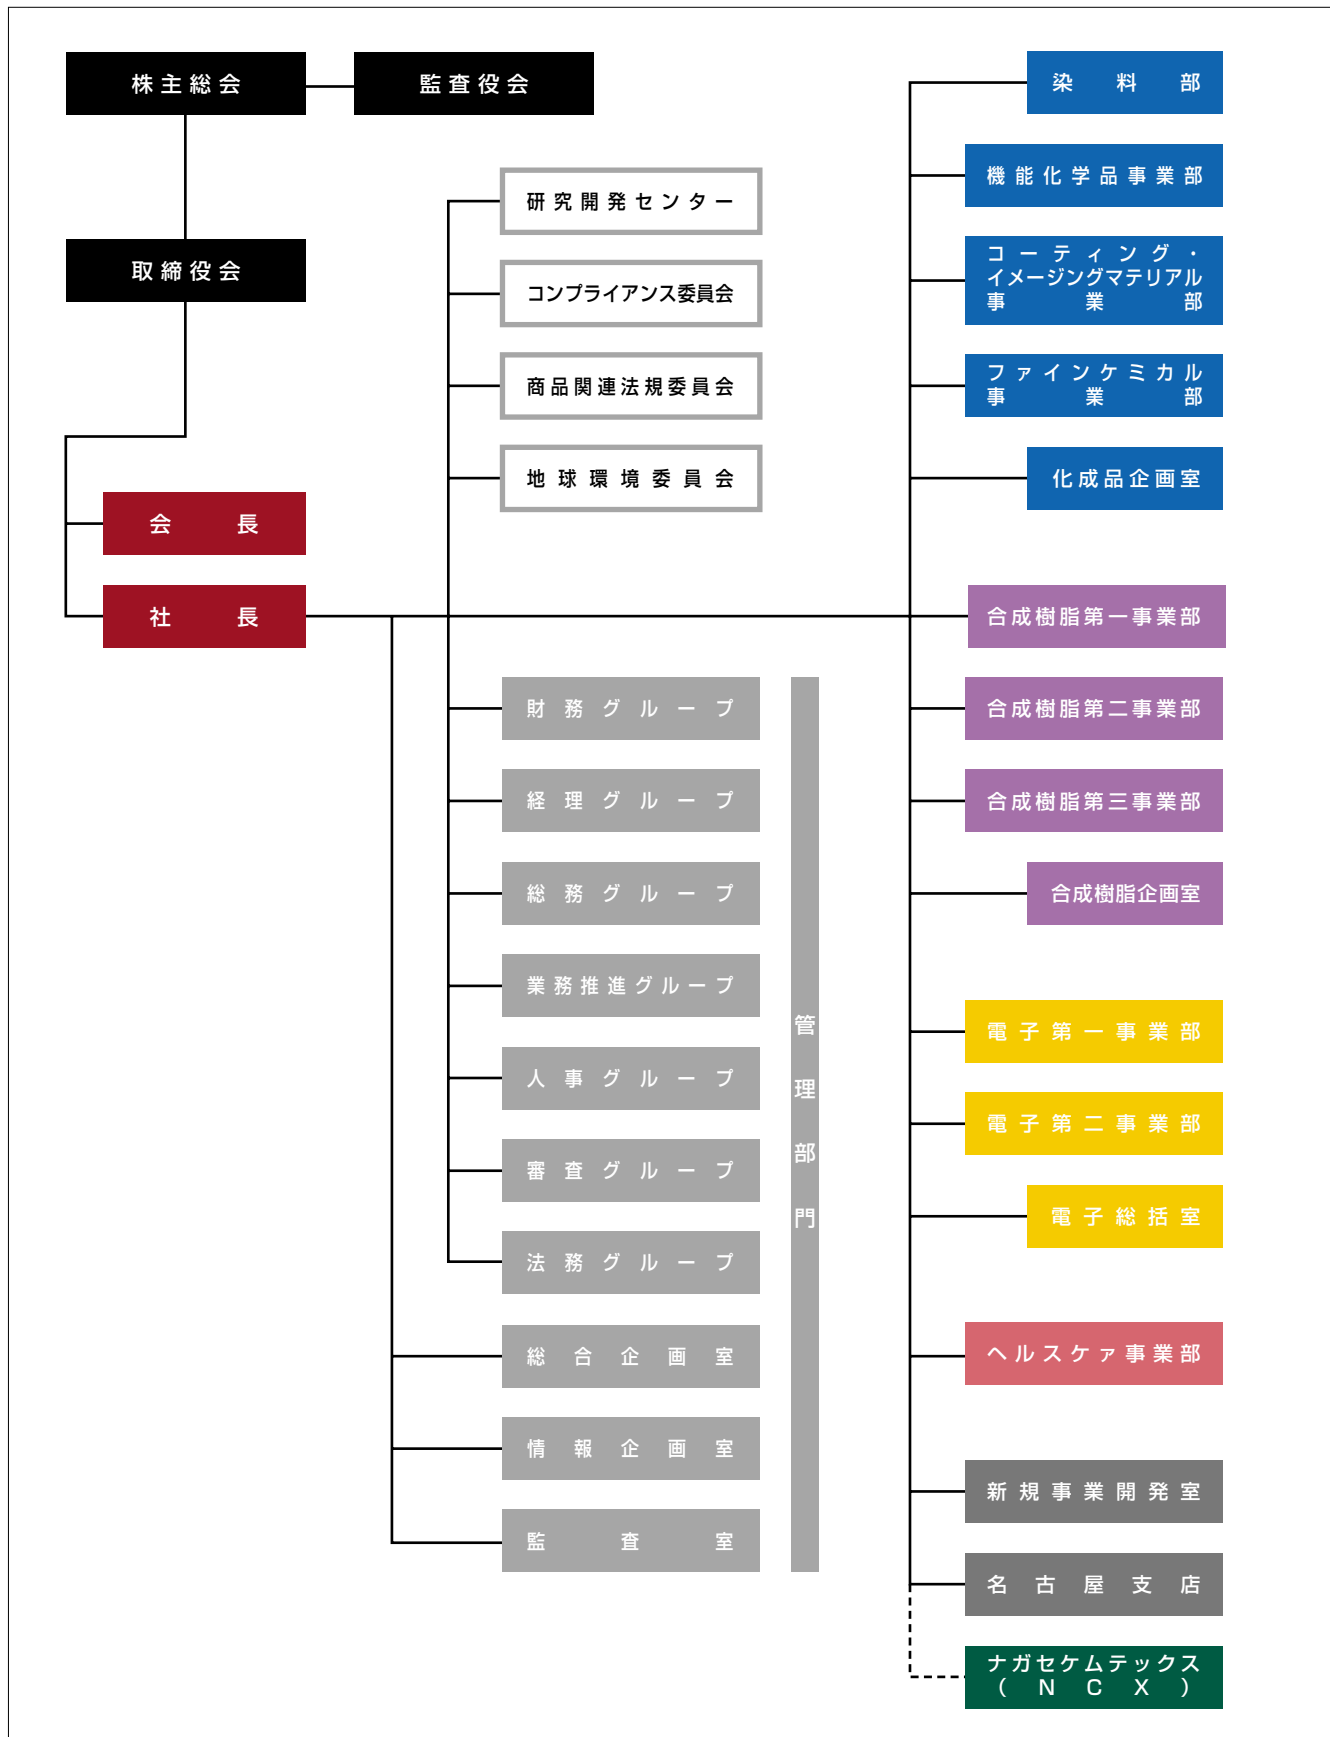 株主総会
監査役会
取締役会
会長
社長
研究開発センター
コンプライアンス委員会
商品関連法規委員会
地球環境委員会
財務グループ
経理グループ
総務グループ
業務推進グループ
人事グループ
審査グループ
法務グループ
総合企画室
情報企画室
監査室
管理部門
染料部
機能化学品事業部
コーティング・
イメージングマテリアル
事業部
ファインケミカル
事業部
化成品企画室
合成樹脂第一事業部
合成樹脂第二事業部
合成樹脂第三事業部
合成樹脂企画室
電子第一事業部
電子第二事業部
電子総括室
ヘルスケァ事業部
新規事業開発室
名古屋支店
ナガセケムテックス
(NCX)